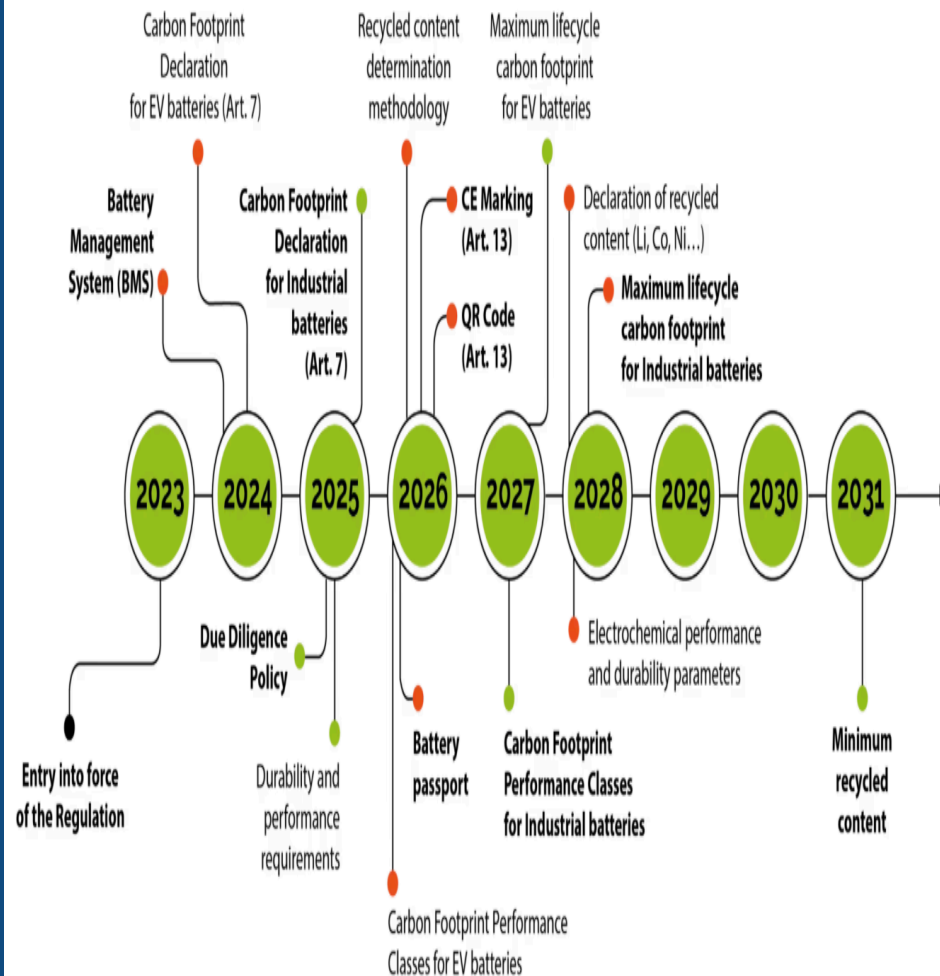 Carbon Footprint
Declaration
for EV batteries (Art. 7)
Recycled content
determination
methodology
Maximum lifecycle
carbon footprint
for EV batteries
Battery
Management
System (BMS)
Carbon Footprint
Declaration
for Industrial
batteries
(Art. 7)
CE Marking
(Art. 13)
QR Code
(Art. 13)
Declaration of recycled
content (Li, Co, Ni...)
Maximum lifecycle
carbon footprint
for Industrial batteries
2023
2024
2025
2026
2027
2028
2029
2030
2031
Entry into force
of the Regulation
Due Diligence
Policy
Durability and
performance
requirements
Battery
passport
Carbon Footprint Performance
Classes for EV batteries
Carbon Footprint
Performance Classes
for Industrial batteries
Electrochemical performance
and durability parameters
Minimum
recycled
content